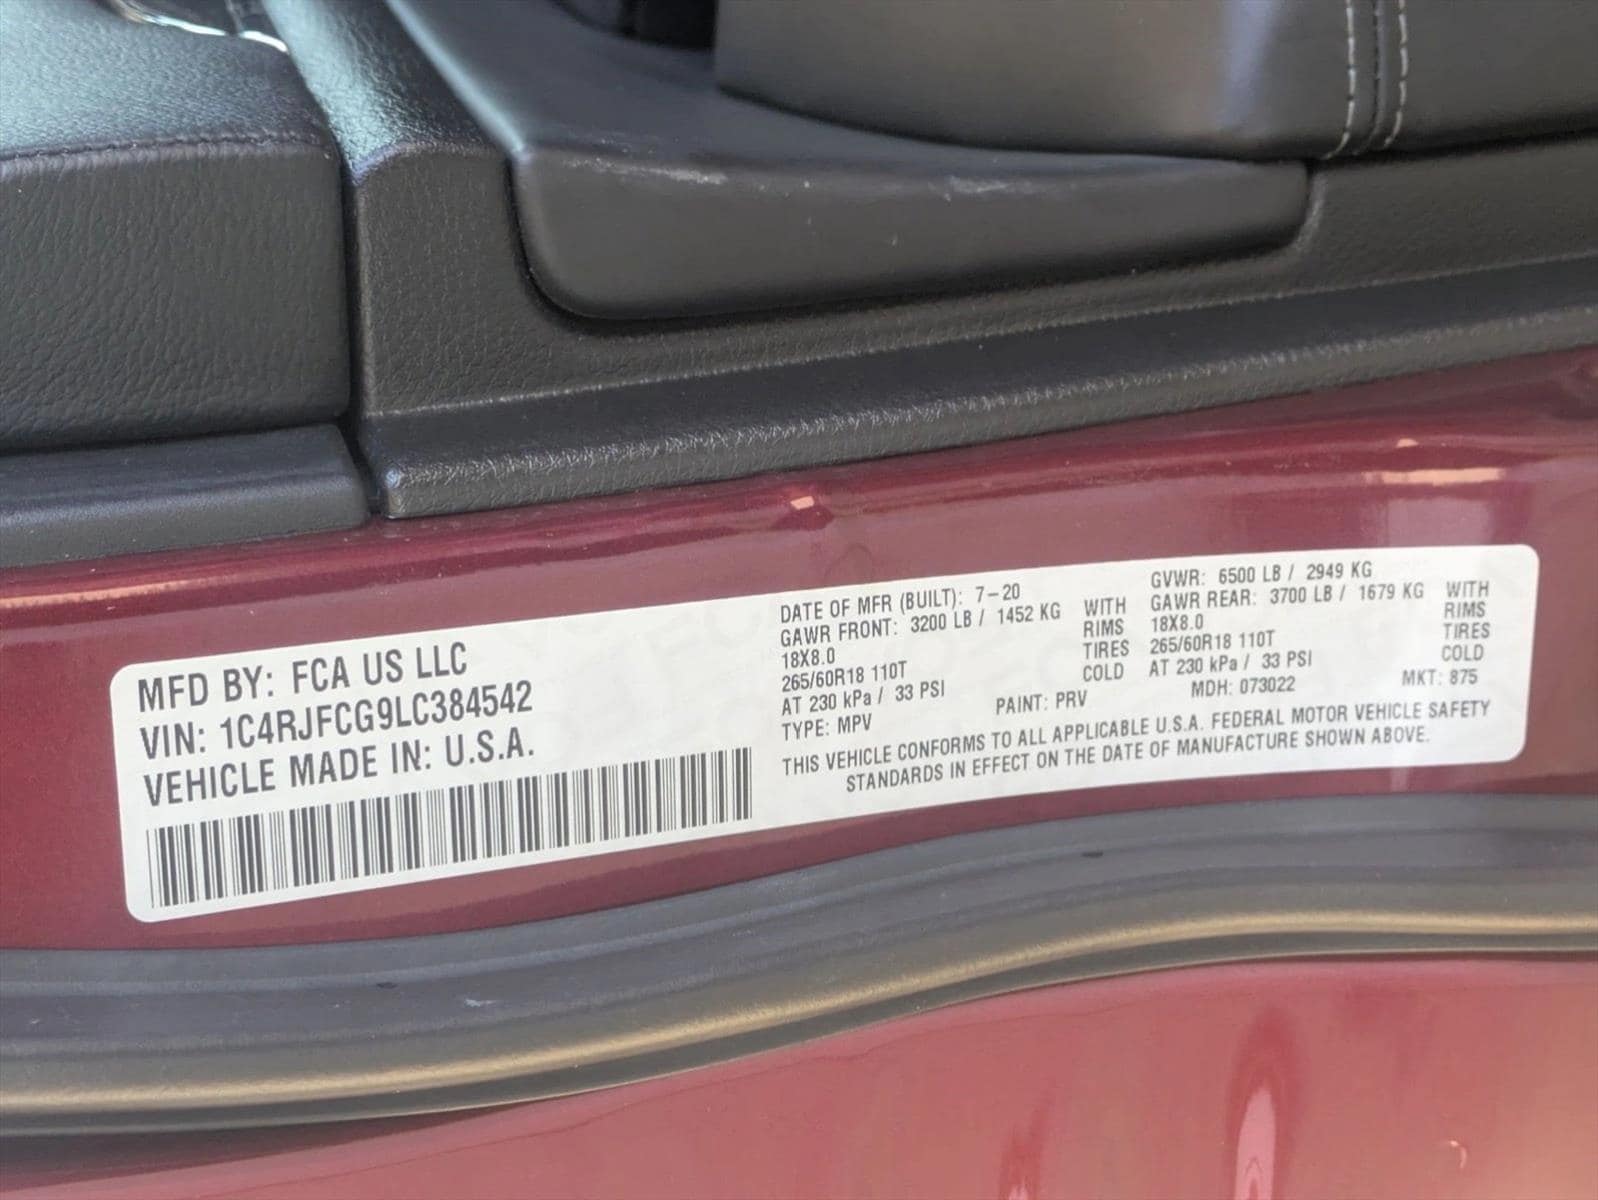 MFD BY: FCA US LLC
VIN: 1C4RJFCG9LC384542
VEHICLE MADE IN: U.S.A.
DATE OF MFR (BUILT): 7-20
GAWR FRONT: 3200 LB / 1452 KG WITH
18X8.0 RIMS
265/60R18 110T TIRES
AT 230 kPa / 33 PSI COLD
TYPE: MPV PAINT: PRV
GVWR: 6500 LB / 2949 KG
GAWR REAR: 3700 LB / 1679 KG WITH
18X8.0 RIMS
265/60R18 110T TIRES
AT 230 kPa / 33 PSI COLD
MDH: 073022 MKT: 875
THIS VEHICLE CONFORMS TO ALL APPLICABLE U.S.A. FEDERAL MOTOR VEHICLE SAFETY
STANDARDS IN EFFECT ON THE DATE OF MANUFACTURE SHOWN ABOVE.